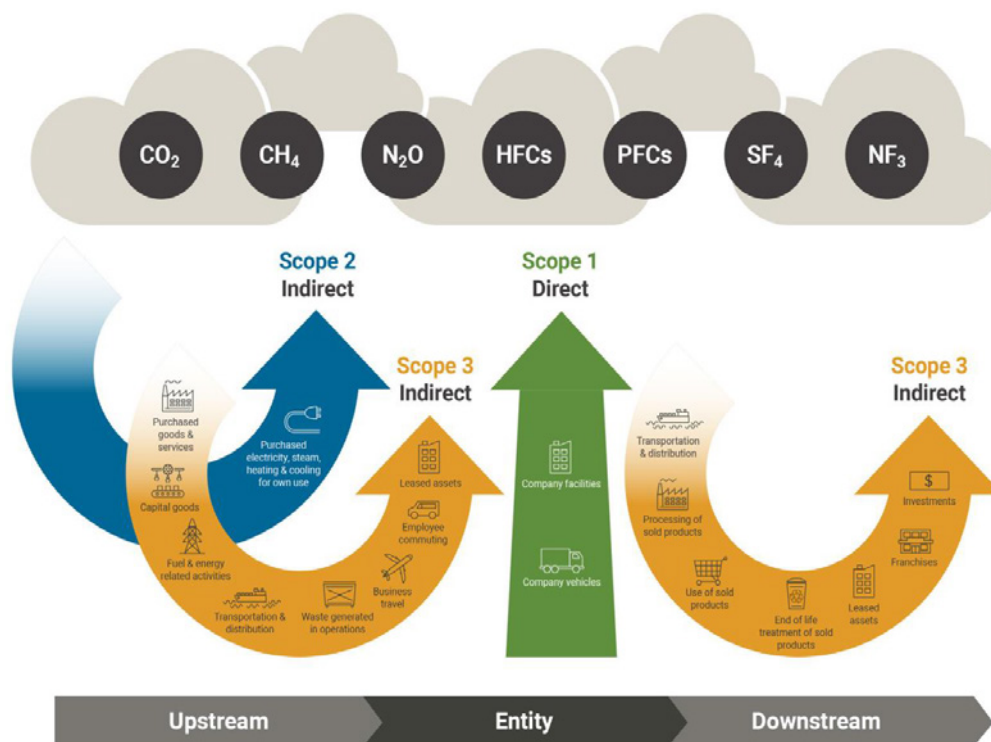 CO₂
CH₄
N₂O
HFCs
PFCs
SF₄
NF₃
Scope 2
Indirect
Scope 1
Direct
Scope 3
Indirect
Scope 3
Indirect
Purchased
goods &
services
Capital goods
Fuel & energy
related activities
Transportation &
distribution
Waste generated
in operations
Business
travel
Employee
commuting
Leased assets
Purchased
electricity, steam,
heating & cooling
for own use
Company facilities
Company vehicles
Transportation
& distribution
Processing of
sold products
Use of sold
products
End of life
treatment of sold
products
Leased
assets
Franchises
$
Investments
Upstream
Entity
Downstream